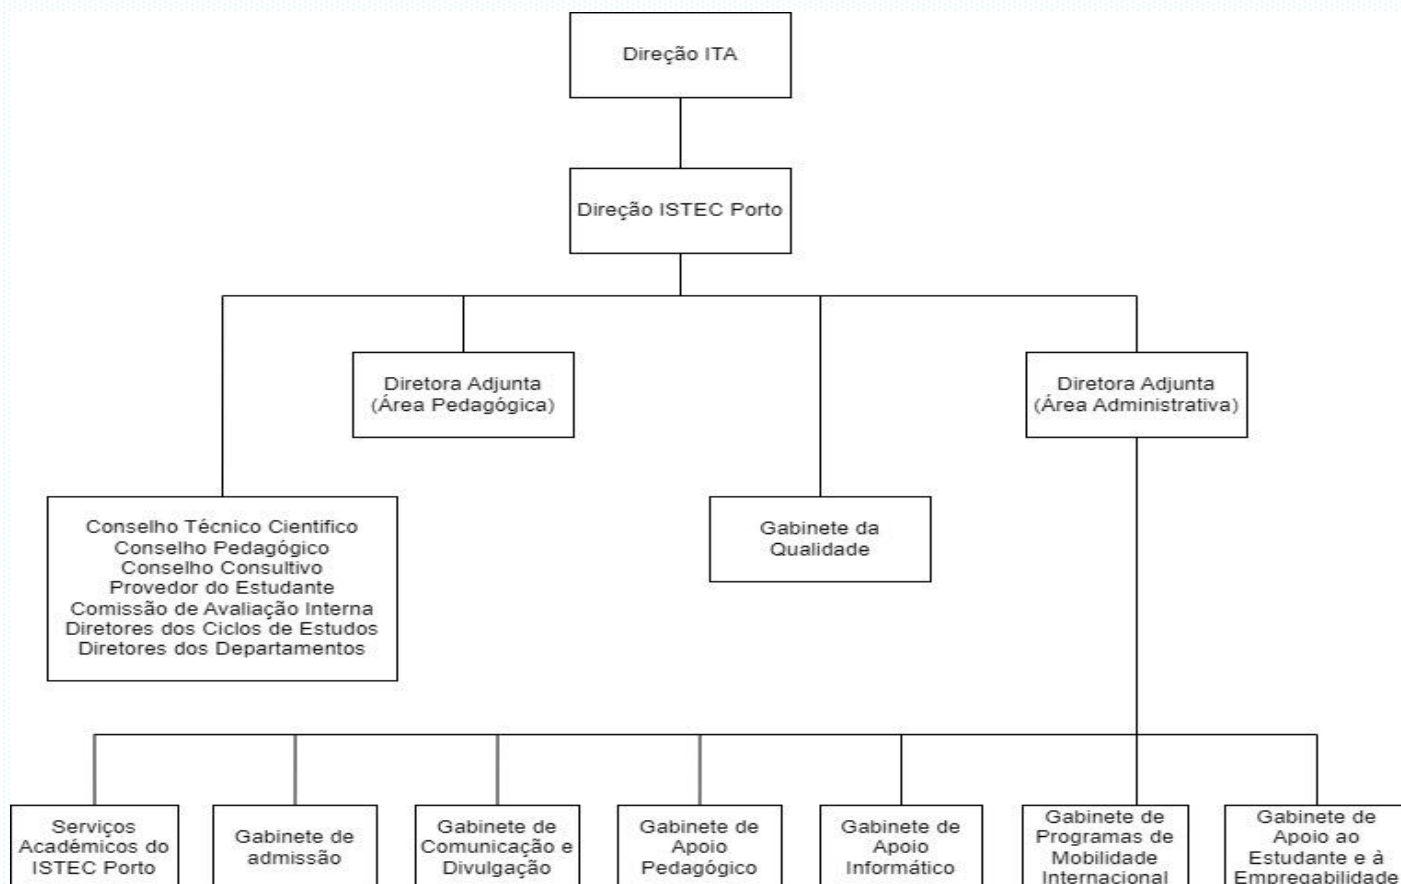 Direção ITA
Direção ISTEC Porto
Diretora Adjunta
(Área Pedagógica)
Diretora Adjunta
(Área Administrativa)
Conselho Técnico Cientifico
Conselho Pedagógico
Conselho Consultivo
Provedor do Estudante
Comissão de Avaliação Interna
Diretores dos Ciclos de Estudos
Diretores dos Departamentos
Gabinete da
Qualidade
Serviços
Académicos do
ISTEC Porto
Gabinete de
admissão
Gabinete de
Comunicação e
Divulgação
Gabinete de
Apoio
Pedagógico
Gabinete de
Apoio
Informático
Gabinete de
Programas de
Mobilidade
Internacional
Gabinete de
Apoio ao
Estudante e à
Empregabilidade